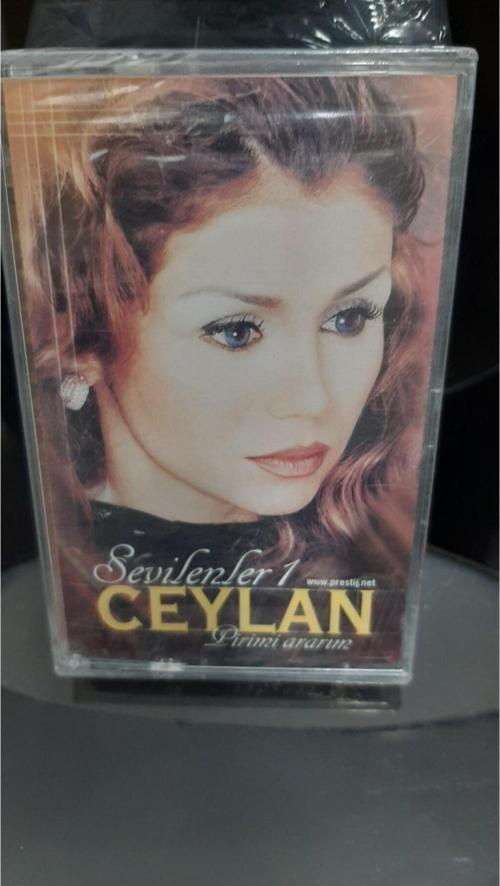 Sevilenler 1
www.prestij.net
CEYLAN
Pirimi ararım